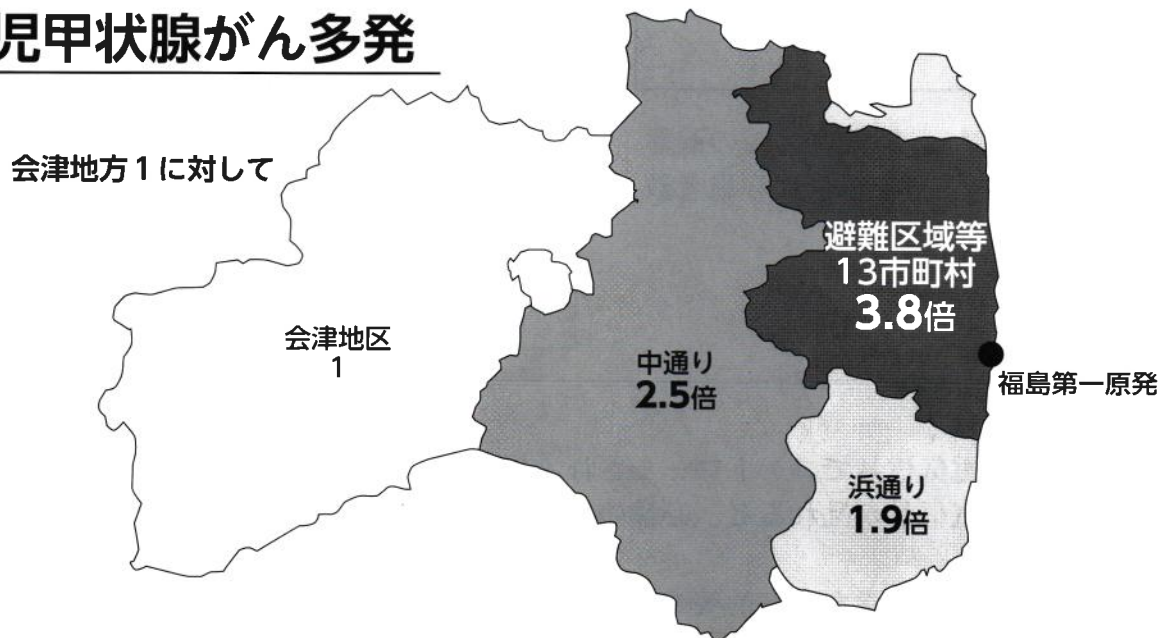 児甲状腺がん多発
会津地方1に対して
避難区域等
13市町村
3.8倍
会津地区
1
中通り
2.5倍
福島第一原発
浜通り
1.9倍